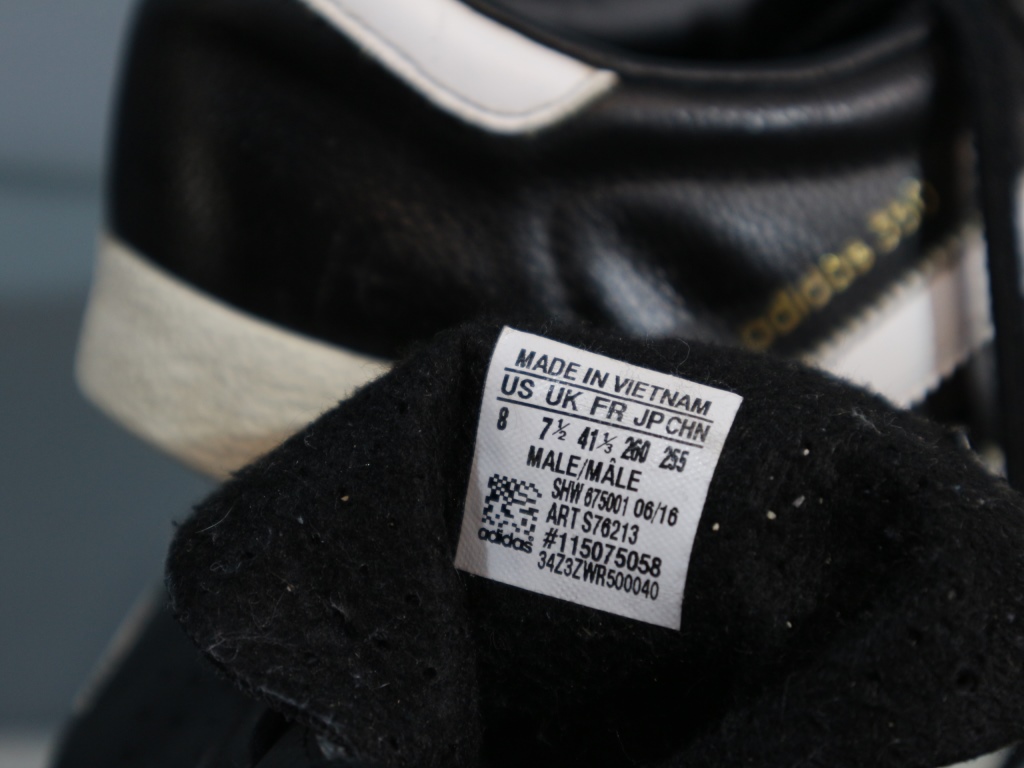 adidas 350
MADE IN VIETNAM
US UK FR JP CHN
8 7½ 41⅓ 260 255
MALE/MÂLE
SHW 675001 06/16
ART S76213
#115075058
34Z3ZWR500040
adidas